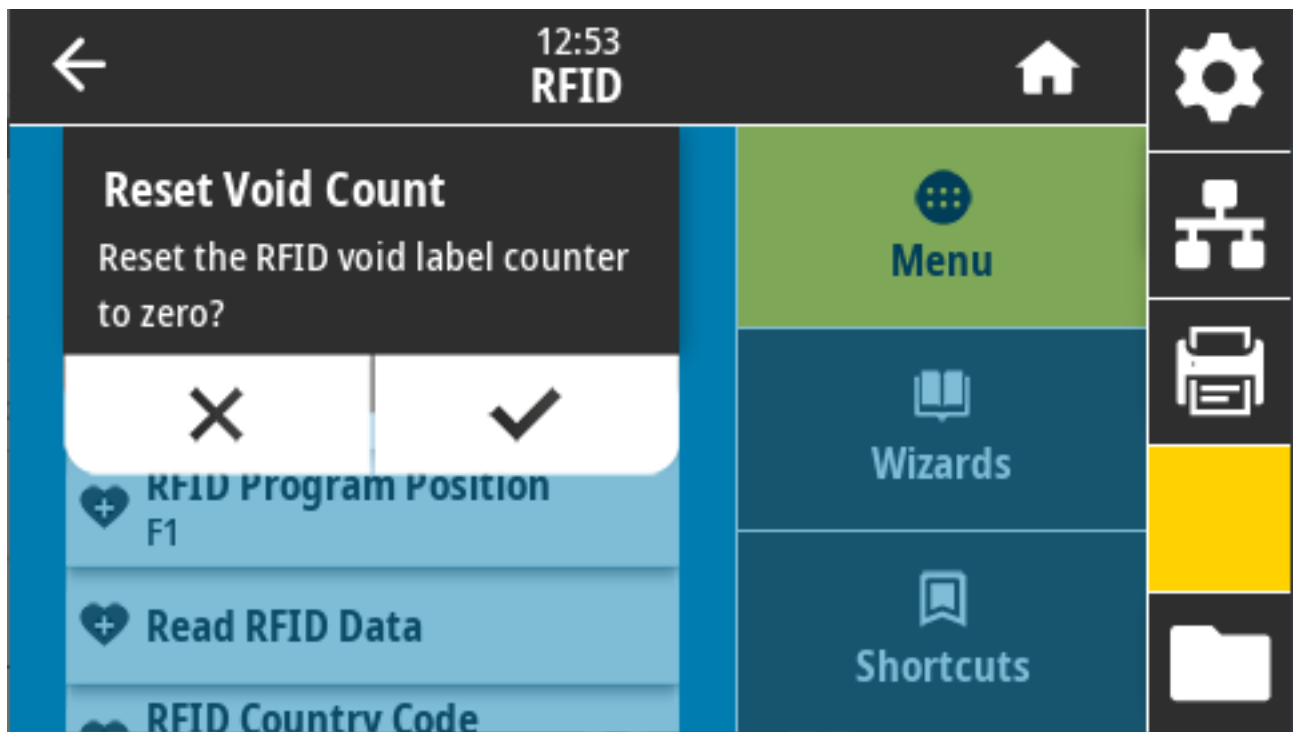 12:53
RFID
Reset Void Count
Reset the RFID void label counter
to zero?
RFID Program Position
F1
Read RFID Data
RFID Country Code
Menu
Wizards
Shortcuts